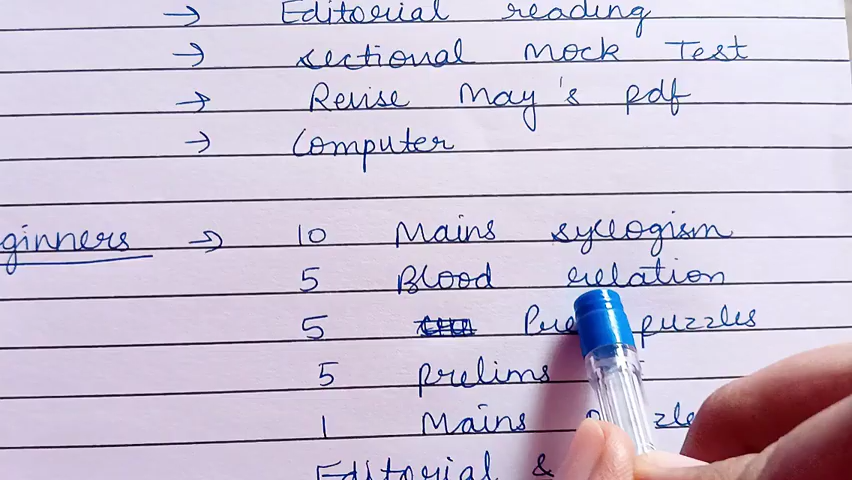 → Editorial reading
→ sectional Mock Test
→ Revise May's pdf
→ Computer
ginners → 10 Mains syllogism
5 Blood relation
5 puzzles
5 prelims
1 Mains
Editorial &